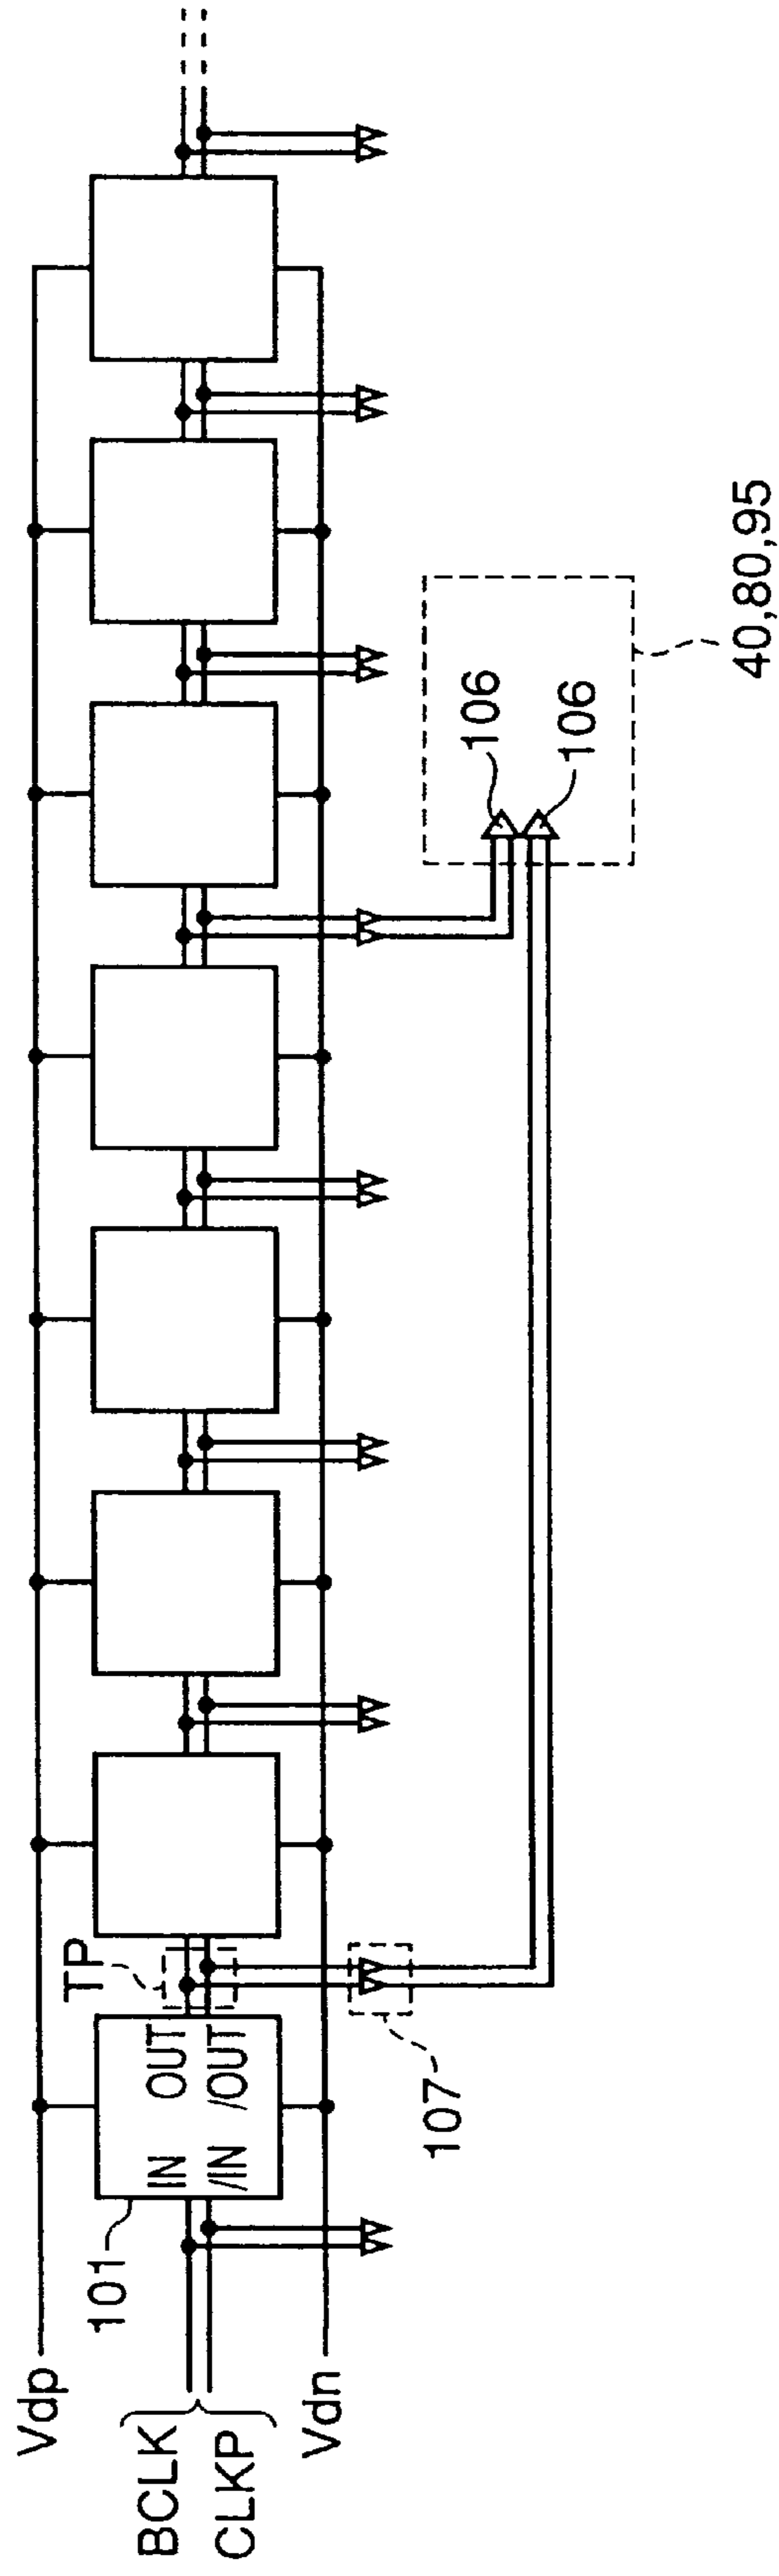 Vdp
BCLK
CLKP
Vdn
101
IN OUT
/IN /OUT
TP
107
106
106
40,80,95